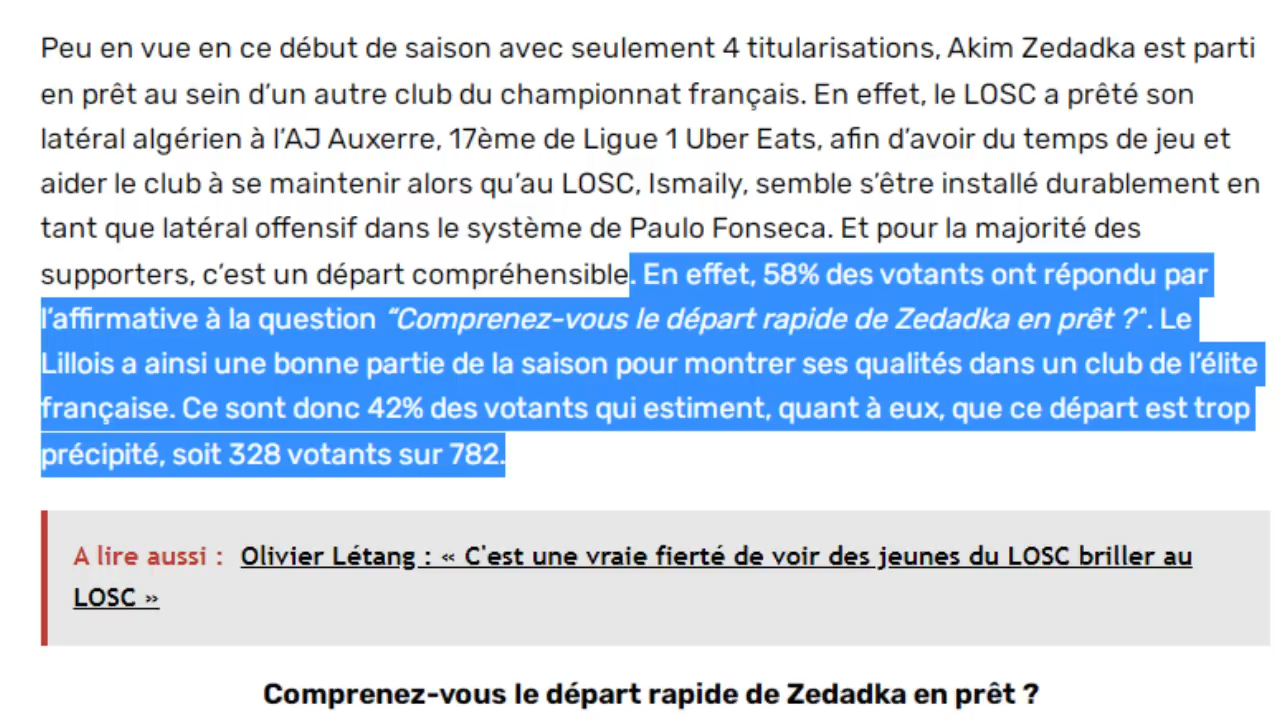 Peu en vue en ce début de saison avec seulement 4 titularisations, Akim Zedadka est parti
en prêt au sein d’un autre club du championnat français. En effet, le LOSC a prêté son
latéral algérien à l’AJ Auxerre, 17ème de Ligue 1 Uber Eats, afin d’avoir du temps de jeu et
aider le club à se maintenir alors qu’au LOSC, Ismaily, semble s’être installé durablement en
tant que latéral offensif dans le système de Paulo Fonseca. Et pour la majorité des
supporters, c’est un départ compréhensible. En effet, 58% des votants ont répondu par
l’affirmative à la question “Comprenez-vous le départ rapide de Zedadka en prêt ?”. Le
Lillois a ainsi une bonne partie de la saison pour montrer ses qualités dans un club de l’élite
française. Ce sont donc 42% des votants qui estiment, quant à eux, que ce départ est trop
précipité, soit 328 votants sur 782.
A lire aussi : Olivier Létang : « C'est une vraie fierté de voir des jeunes du LOSC briller au
LOSC »
Comprenez-vous le départ rapide de Zedadka en prêt ?